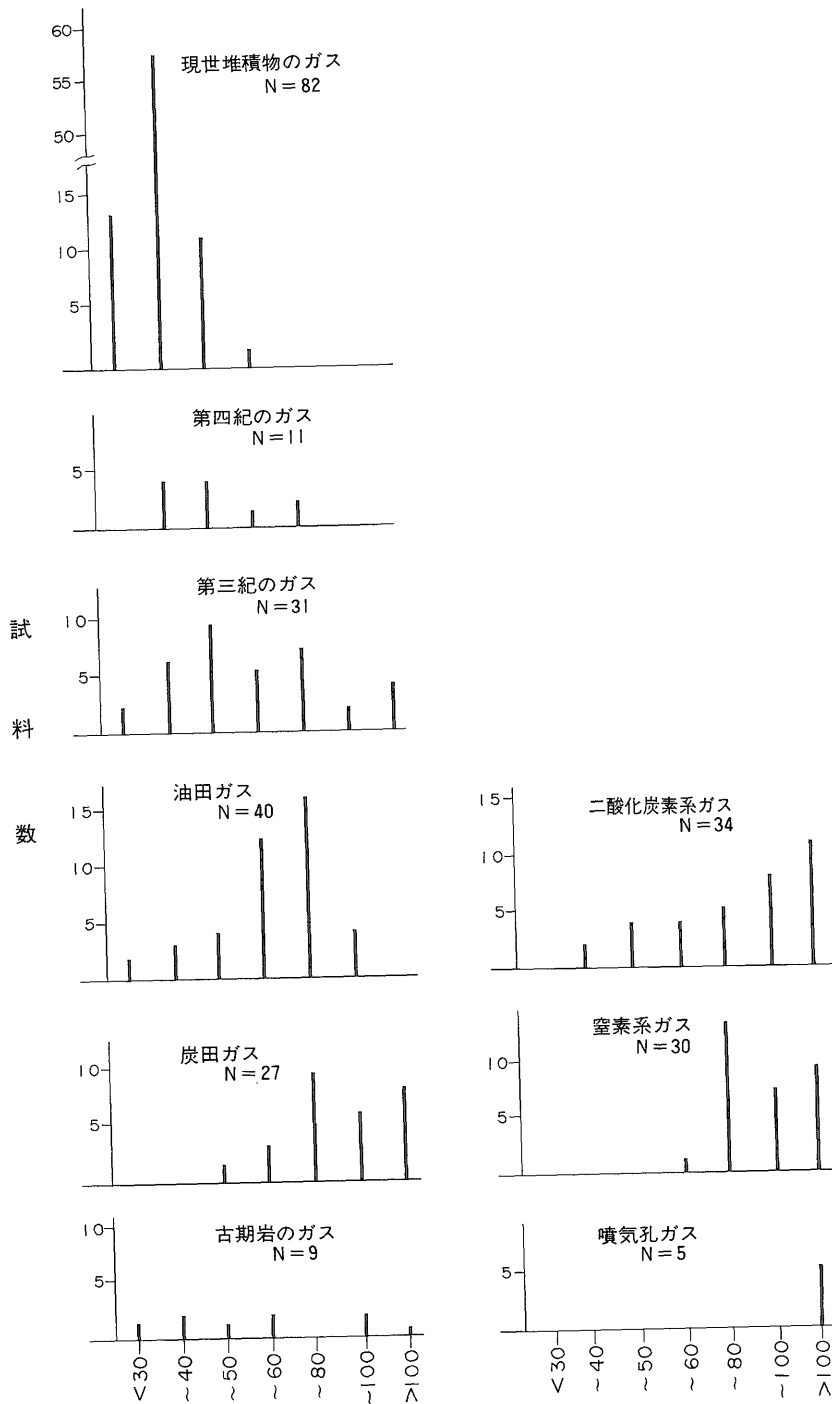 60
55
50
15
10
5
現世堆積物のガス
N=82
5
第四紀のガス
N=11
10
5
第三紀のガス
N=31
試
料
数
15
10
5
油田ガス
N=40
15
10
5
二酸化炭素系ガス
N=34
10
5
炭田ガス
N=27
10
5
窒素系ガス
N=30
10
5
古期岩のガス
N=9
5
噴気孔ガス
N=5
<30
~40
~50
~60
~80
~100
>100
<30
~40
~50
~60
~80
~100
>100